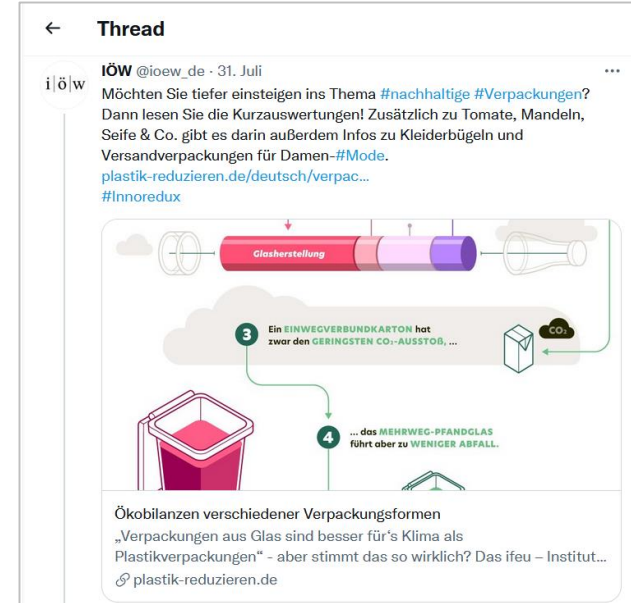 ← Thread
i|ö|w
IÖW @ioew_de · 31. Juli
Möchten Sie tiefer einsteigen ins Thema #nachhaltige #Verpackungen?
Dann lesen Sie die Kurzauswertungen! Zusätzlich zu Tomate, Mandeln,
Seife & Co. gibt es darin außerdem Infos zu Kleiderbügeln und
Versandverpackungen für Damen-#Mode.
plastik-reduzieren.de/deutsch/verpac...
#Innoredux
Glasherstellung
3
Ein EINWEGVERBUNDKARTON hat
zwar den GERINGSTEN CO₂-AUSSTOẞ, ...
CO₂
4
... das MEHRWEG-PFANDGLAS
führt aber zu WENIGER ABFALL.
Ökobilanzen verschiedener Verpackungsformen
„Verpackungen aus Glas sind besser für‘s Klima als
Plastikverpackungen“ - aber stimmt das so wirklich? Das ifeu – Institut...
plastik-reduzieren.de